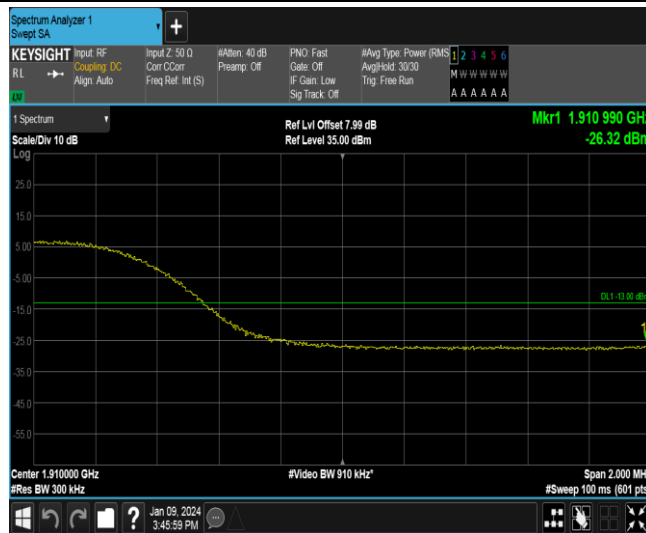 Spectrum Analyzer 1
Swept SA
+
KEYSIGHT
RL
Input: RF
Coupling: DC
Align: Auto
Input Z: 50 Ω
Corr CCorr
Freq Ref: Int (S)
#Atten: 40 dB
Preamp: Off
PNO: Fast
Gate: Off
IF Gain: Low
Sig Track: Off
#Avg Type: Power (RMS
Avg|Hold: 30/30
Trig: Free Run
1 2 3 4 5 6
M W W W W W
A A A A A A
1 Spectrum
Scale/Div 10 dB
Ref Lvl Offset 7.99 dB
Ref Level 35.00 dBm
Mkr1 1.910 990 GHz
-26.32 dBm
Log
25.0
15.0
5.00
-5.00
DL1 -13.00 dBm
-15.0
1
-25.0
-35.0
-45.0
-55.0
Center 1.910000 GHz
#Video BW 910 kHz*
Span 2.000 MH
#Res BW 300 kHz
#Sweep 100 ms (601 pts
?
Jan 09, 2024
3:45:59 PM